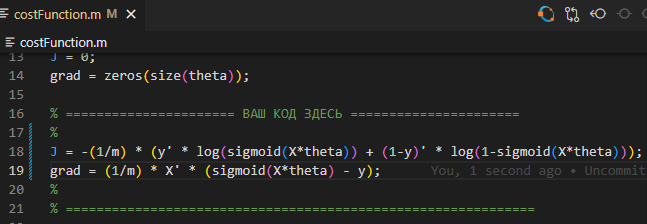 costFunction.m M
costFunction.m
13 J = 0;
14 grad = zeros(size(theta));
15
16 % ====================== ВАШ КОД ЗДЕСЬ ======================
17 %
18 J = -(1/m) * (y' * log(sigmoid(X*theta)) + (1-y)' * log(1-sigmoid(X*theta)));
19 grad = (1/m) * X' * (sigmoid(X*theta) - y); You, 1 second ago • Uncommit
20 %
21 % =============================================================